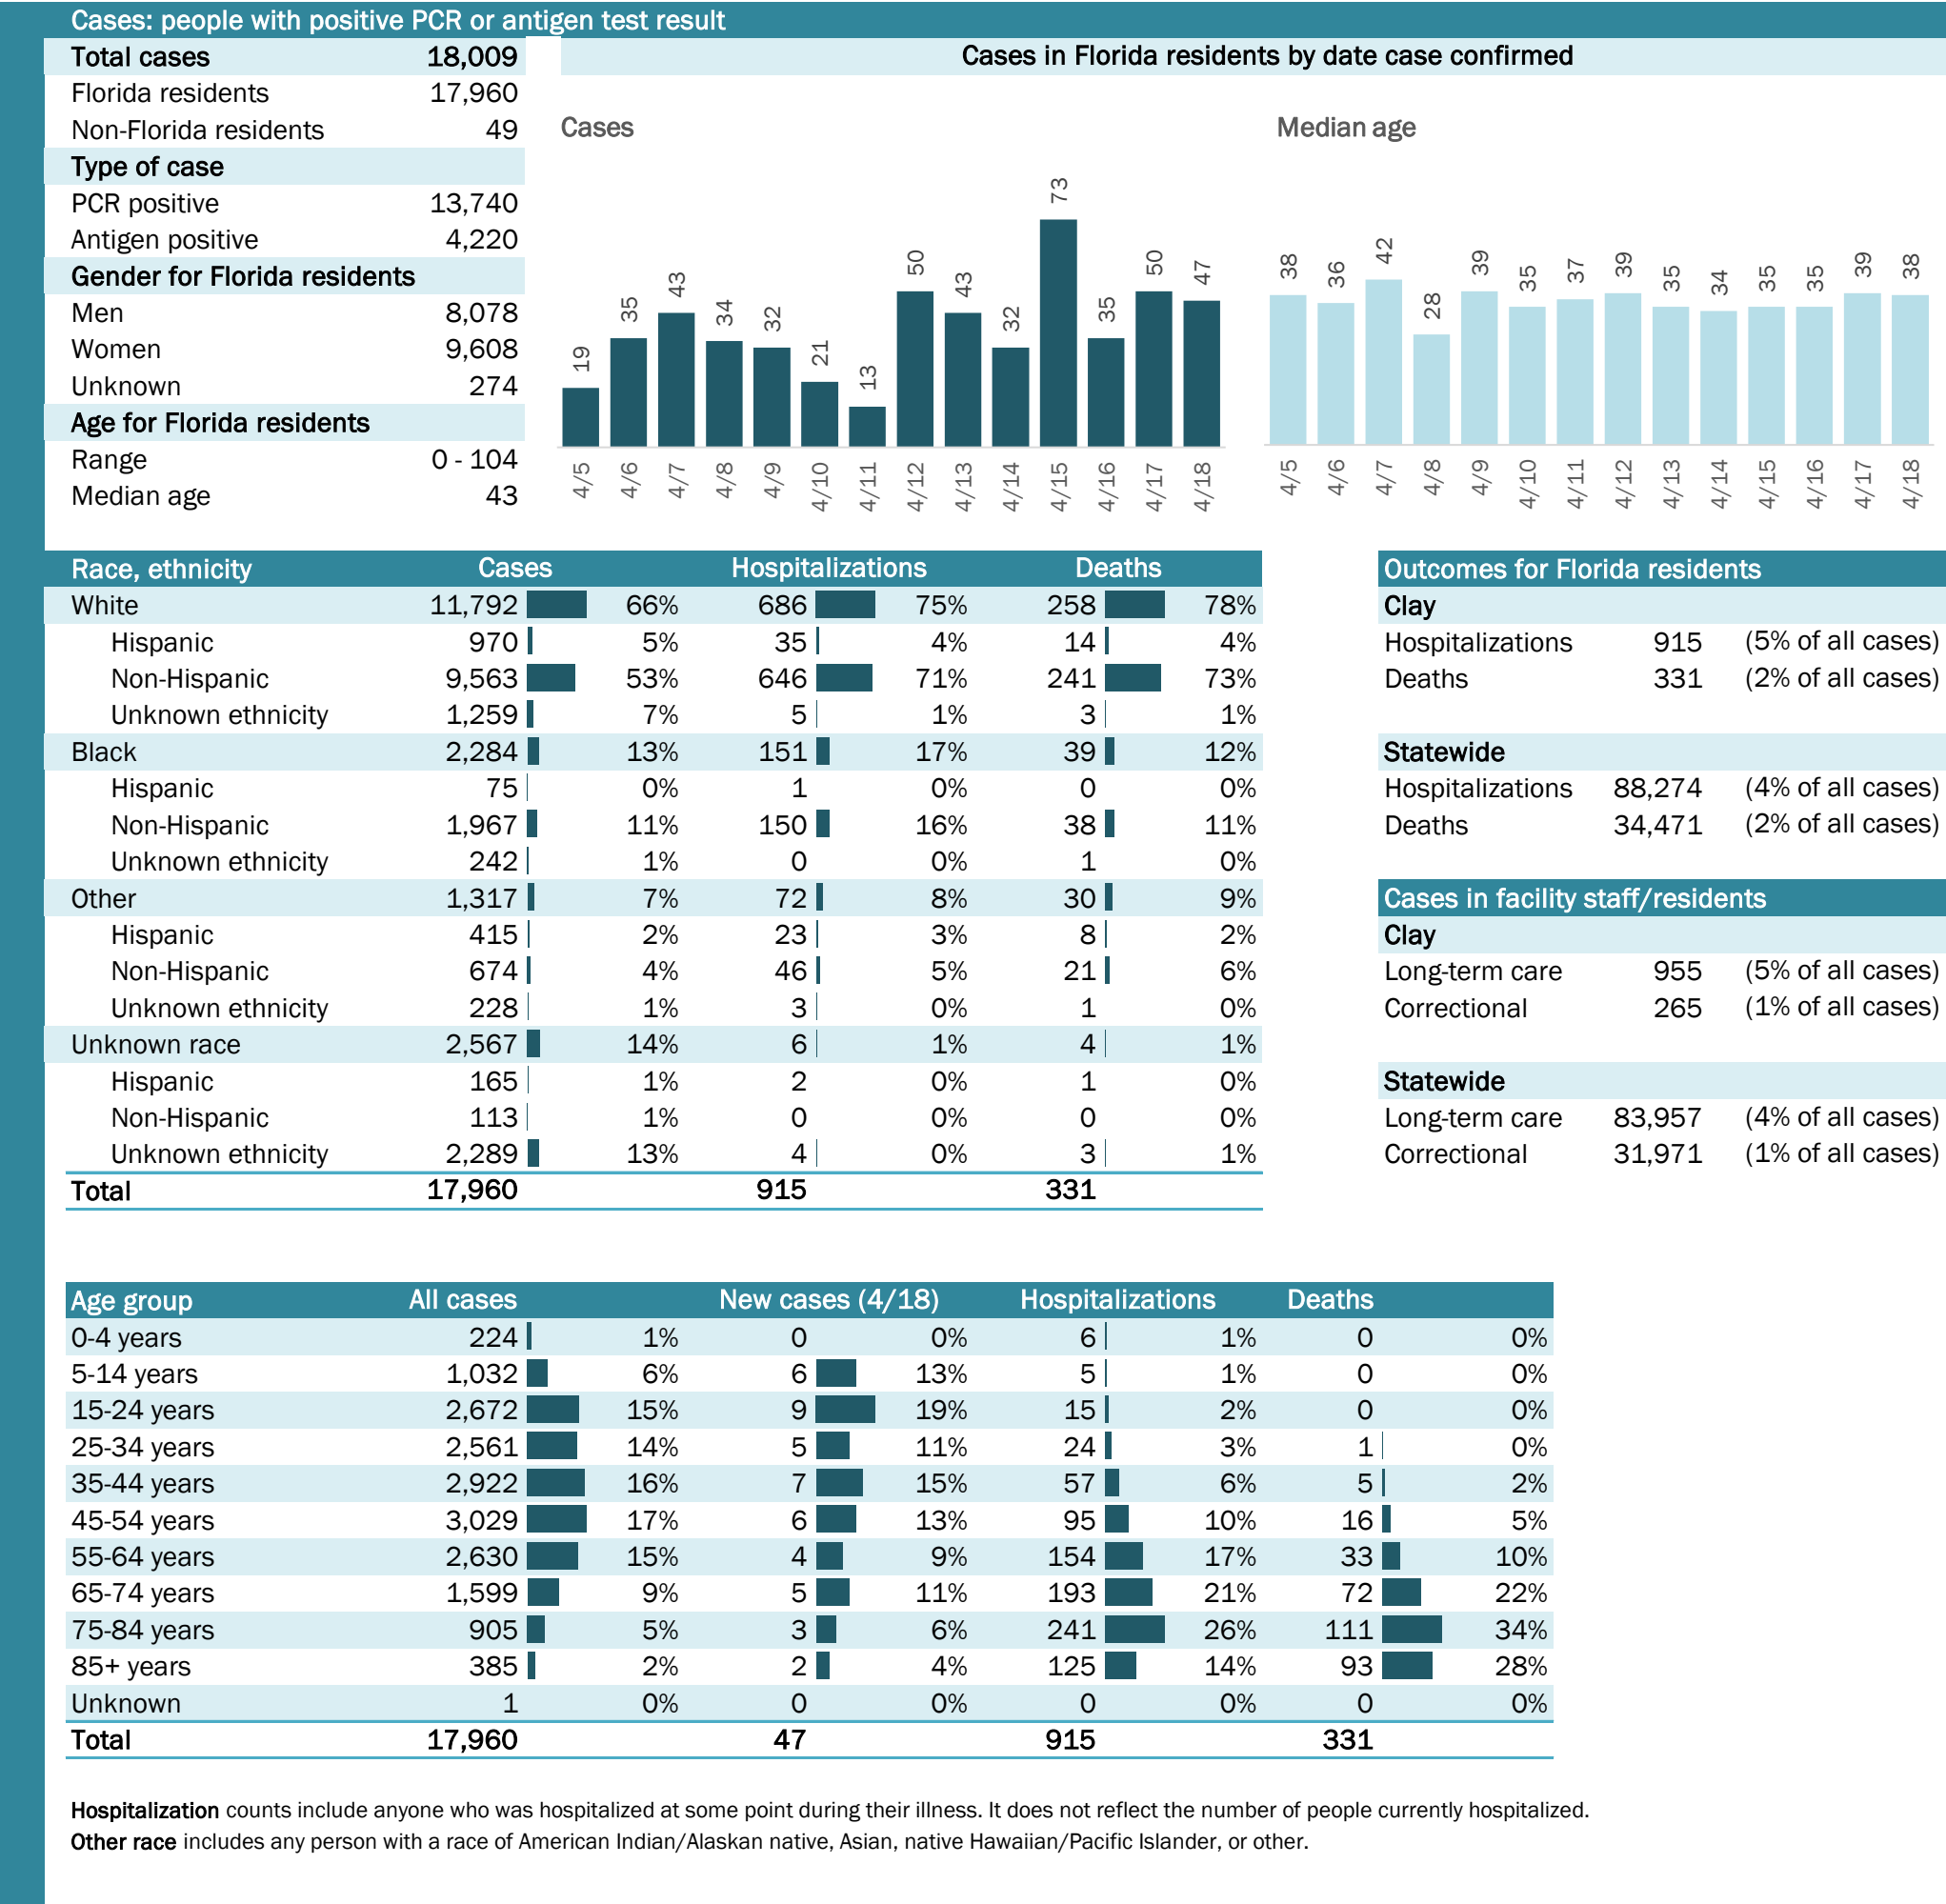 Cases: people with positive PCR or antigen test result
Total cases 18,009
Florida residents 17,960
Non-Florida residents 49
Type of case
PCR positive 13,740
Antigen positive 4,220
Gender for Florida residents
Men 8,078
Women 9,608
Unknown 274
Age for Florida residents
Range 0 - 104
Median age 43
Cases in Florida residents by date case confirmed
Cases
19 35 43 34 32 21 13 50 43 32 73 35 50 47
4/5 4/6 4/7 4/8 4/9 4/10 4/11 4/12 4/13 4/14 4/15 4/16 4/17 4/18
Median age
38 36 42 28 39 35 37 39 35 34 35 35 39 38
4/5 4/6 4/7 4/8 4/9 4/10 4/11 4/12 4/13 4/14 4/15 4/16 4/17 4/18
Race, ethnicity Cases Hospitalizations Deaths
White 11,792 66% 686 75% 258 78%
Hispanic 970 5% 35 4% 14 4%
Non-Hispanic 9,563 53% 646 71% 241 73%
Unknown ethnicity 1,259 7% 5 1% 3 1%
Black 2,284 13% 151 17% 39 12%
Hispanic 75 0% 1 0% 0 0%
Non-Hispanic 1,967 11% 150 16% 38 11%
Unknown ethnicity 242 1% 0 0% 1 0%
Other 1,317 7% 72 8% 30 9%
Hispanic 415 2% 23 3% 8 2%
Non-Hispanic 674 4% 46 5% 21 6%
Unknown ethnicity 228 1% 3 0% 1 0%
Unknown race 2,567 14% 6 1% 4 1%
Hispanic 165 1% 2 0% 1 0%
Non-Hispanic 113 1% 0 0% 0 0%
Unknown ethnicity 2,289 13% 4 0% 3 1%
Total 17,960 915 331
Outcomes for Florida residents
Clay
Hospitalizations 915 (5% of all cases)
Deaths 331 (2% of all cases)
Statewide
Hospitalizations 88,274 (4% of all cases)
Deaths 34,471 (2% of all cases)
Cases in facility staff/residents
Clay
Long-term care 955 (5% of all cases)
Correctional 265 (1% of all cases)
Statewide
Long-term care 83,957 (4% of all cases)
Correctional 31,971 (1% of all cases)
Age group All cases New cases (4/18) Hospitalizations Deaths
0-4 years 224 1% 0 0% 6 1% 0 0%
5-14 years 1,032 6% 6 13% 5 1% 0 0%
15-24 years 2,672 15% 9 19% 15 2% 0 0%
25-34 years 2,561 14% 5 11% 24 3% 1 0%
35-44 years 2,922 16% 7 15% 57 6% 5 2%
45-54 years 3,029 17% 6 13% 95 10% 16 5%
55-64 years 2,630 15% 4 9% 154 17% 33 10%
65-74 years 1,599 9% 5 11% 193 21% 72 22%
75-84 years 905 5% 3 6% 241 26% 111 34%
85+ years 385 2% 2 4% 125 14% 93 28%
Unknown 1 0% 0 0% 0 0% 0 0%
Total 17,960 47 915 331
Hospitalization counts include anyone who was hospitalized at some point during their illness. It does not reflect the number of people currently hospitalized.
Other race includes any person with a race of American Indian/Alaskan native, Asian, native Hawaiian/Pacific Islander, or other.